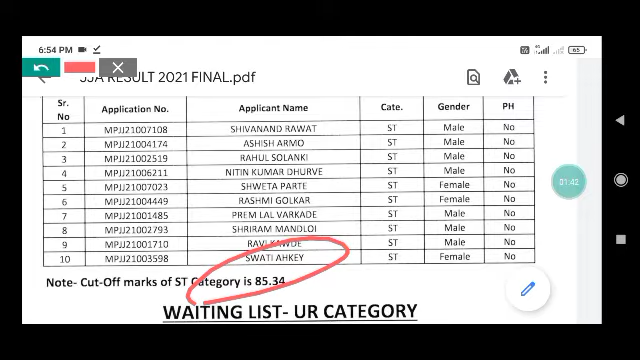 6:54 PM
65
JJA RESULT 2021 FINAL.pdf
Sr. No Application No. Applicant Name Cate. Gender PH
1 MPJJ21007108 SHIVANAND RAWAT ST Male No
2 MPJJ21004174 ASHISH ARMO ST Male No
3 MPJJ21002519 RAHUL SOLANKI ST Male No
4 MPJJ21006211 NITIN KUMAR DHURVE ST Male No
5 MPJJ21007023 SHWETA PARTE ST Female No
6 MPJJ21004449 RASHMI GOLKAR ST Female No
7 MPJJ21001485 PREM LAL VARKADE ST Male No
8 MPJJ21002793 SHRIRAM MANDLOI ST Male No
9 MPJJ21001710 RAVI KAWDE ST Male No
10 MPJJ21003598 SWATI AHKEY ST Female No
Note- Cut-Off marks of ST Category is 85.34
WAITING LIST- UR CATEGORY
01:42